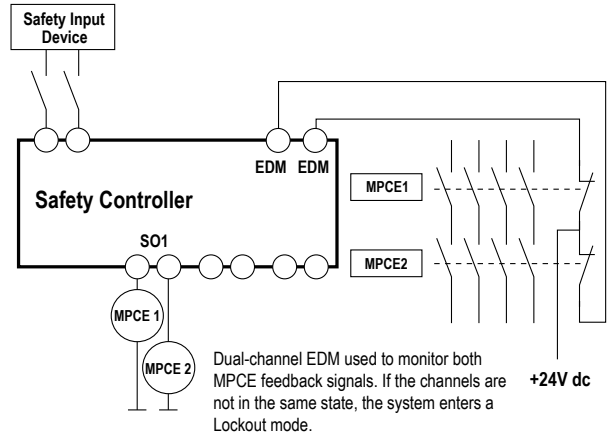 Safety Input
Device
EDM EDM
Safety Controller
SO1
MPCE1
MPCE2
MPCE 1
MPCE 2
Dual-channel EDM used to monitor both
MPCE feedback signals. If the channels are
not in the same state, the system enters a
Lockout mode.
+24V dc